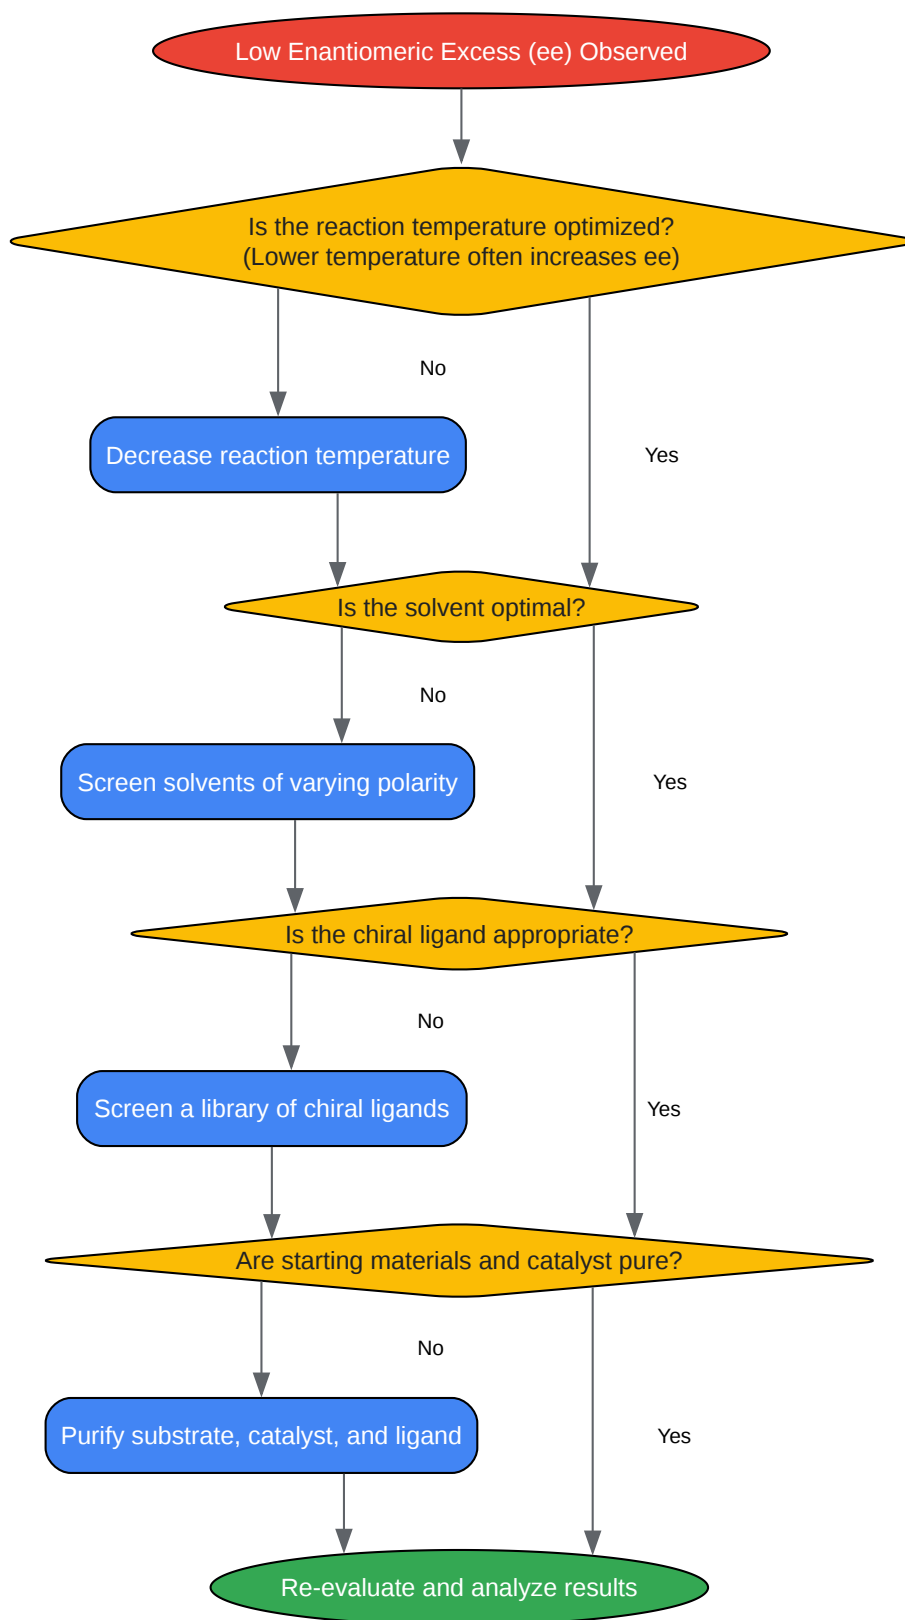 Low Enantiomeric Excess (ee) Observed
Is the reaction temperature optimized?
(Lower temperature often increases ee)
No
Decrease reaction temperature
Yes
Is the solvent optimal?
No
Screen solvents of varying polarity
Yes
Is the chiral ligand appropriate?
No
Screen a library of chiral ligands
Yes
Are starting materials and catalyst pure?
No
Purify substrate, catalyst, and ligand
Yes
Re-evaluate and analyze results